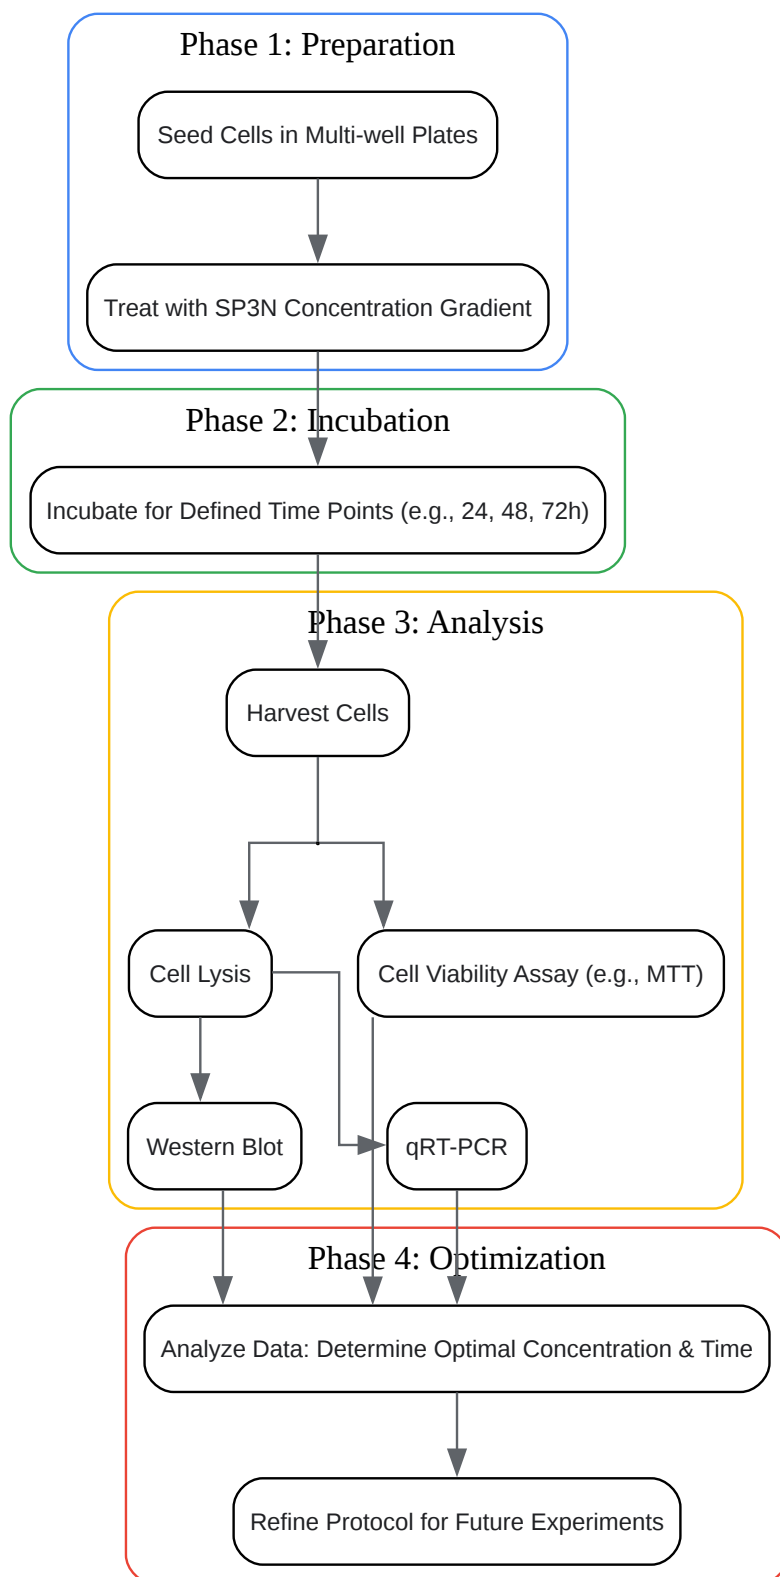 Phase 1: Preparation
Seed Cells in Multi-well Plates
Treat with SP3N Concentration Gradient
Phase 2: Incubation
Incubate for Defined Time Points (e.g., 24, 48, 72h)
Phase 3: Analysis
Harvest Cells
Cell Lysis
Cell Viability Assay (e.g., MTT)
Western Blot
qRT-PCR
Phase 4: Optimization
Analyze Data: Determine Optimal Concentration & Time
Refine Protocol for Future Experiments